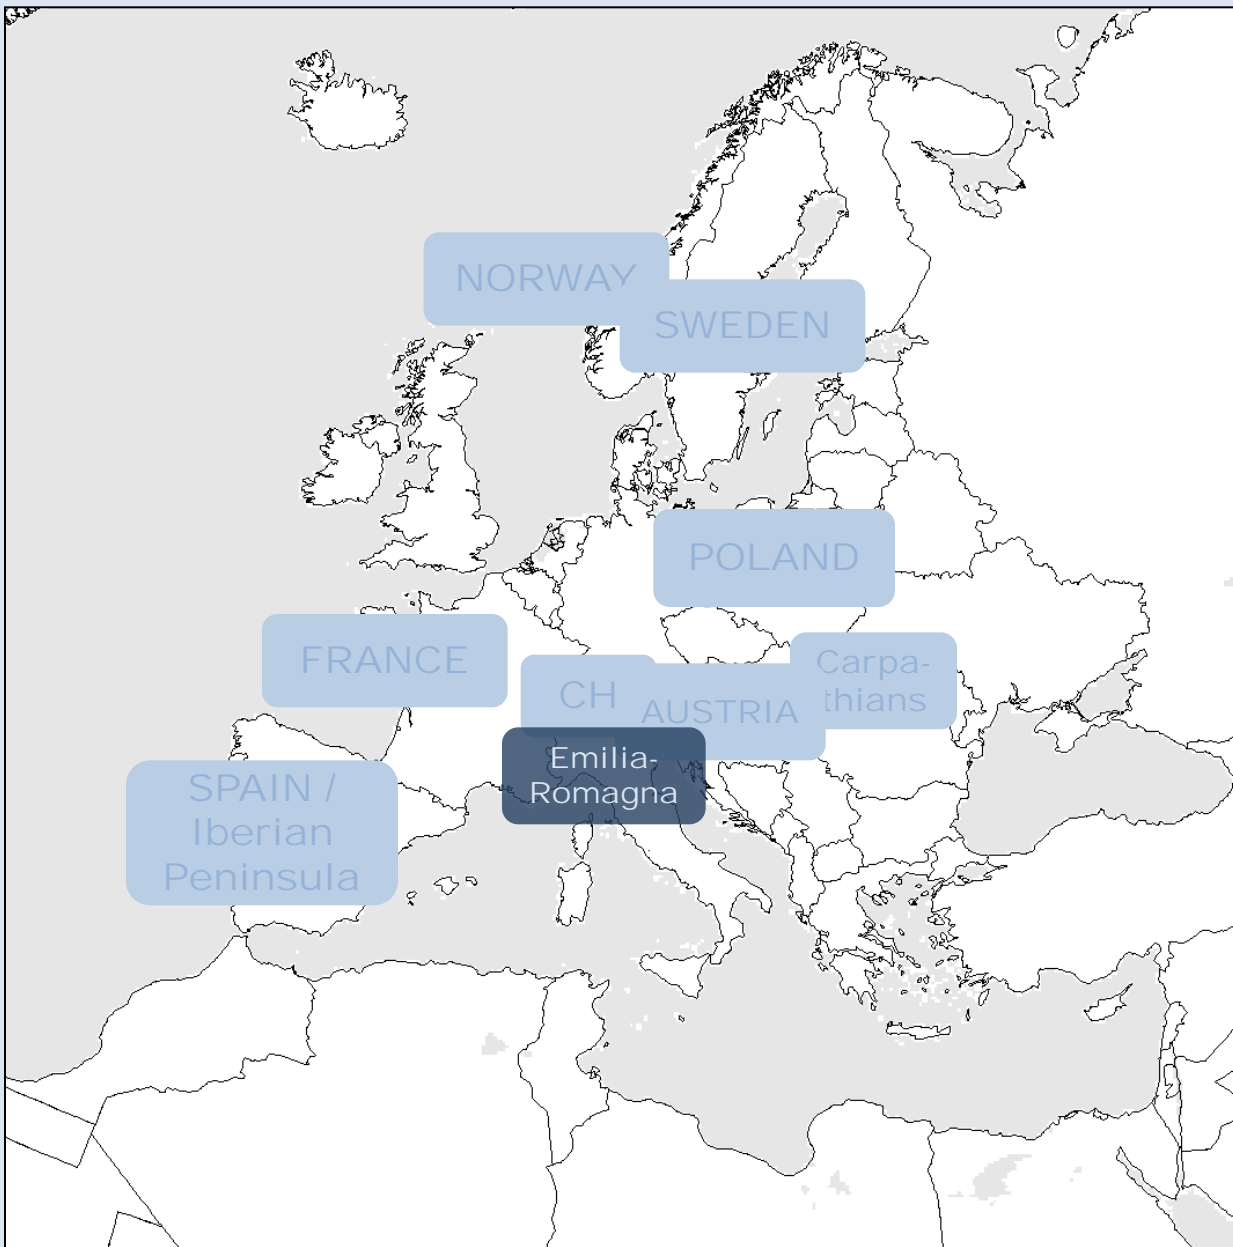 NORWAY
SWEDEN
POLAND
FRANCE
Carpa-
thians
CH
AUSTRIA
Emilia-
Romagna
SPAIN /
Iberian
Peninsula